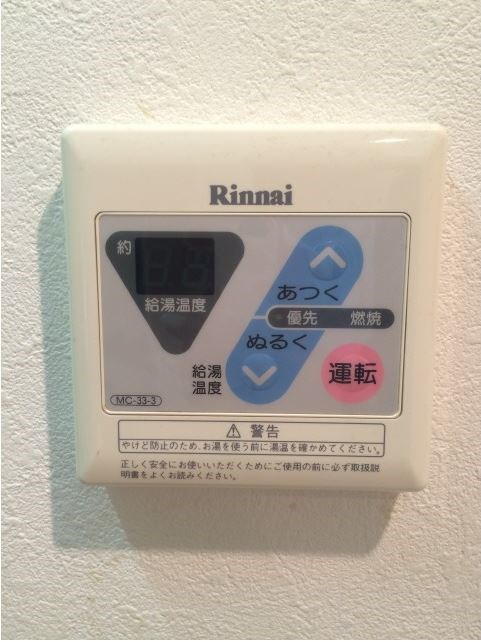 Rinnai
約
給湯温度
あつく
優先 燃焼
ぬるく
給湯
温度
運転
MC-33-3
⚠ 警告
やけど防止のため、お湯を使う前に湯温を確かめてください。
正しく安全にお使いいただくためにご使用の前に必ず取扱説
明書をよくお読みください。